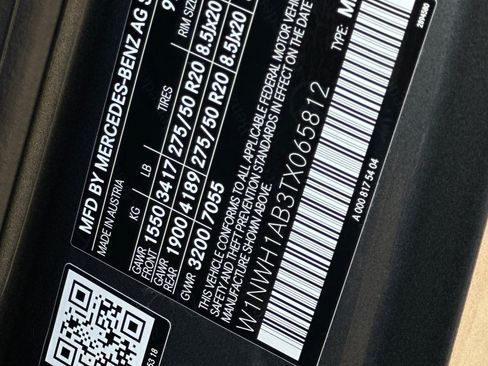 MFD BY MERCEDES-BENZ AG S
MADE IN AUSTRIA
KG LB TIRES RIM SIZE
GAWR FRONT 1550 3417 275/50 R20 8.5Jx20
GAWR REAR 1900 4189 275/50 R20 8.5Jx20
GVWR 3200 7055
THIS VEHICLE CONFORMS TO ALL APPLICABLE FEDERAL MOTOR VEHIC
SAFETY AND THEFT PREVENTION STANDARDS IN EFFECT ON THE DATE
MANUFACTURE SHOWN ABOVE.
W1NWH1AB3TX065812 TYPE: M
A 000 817 54 04